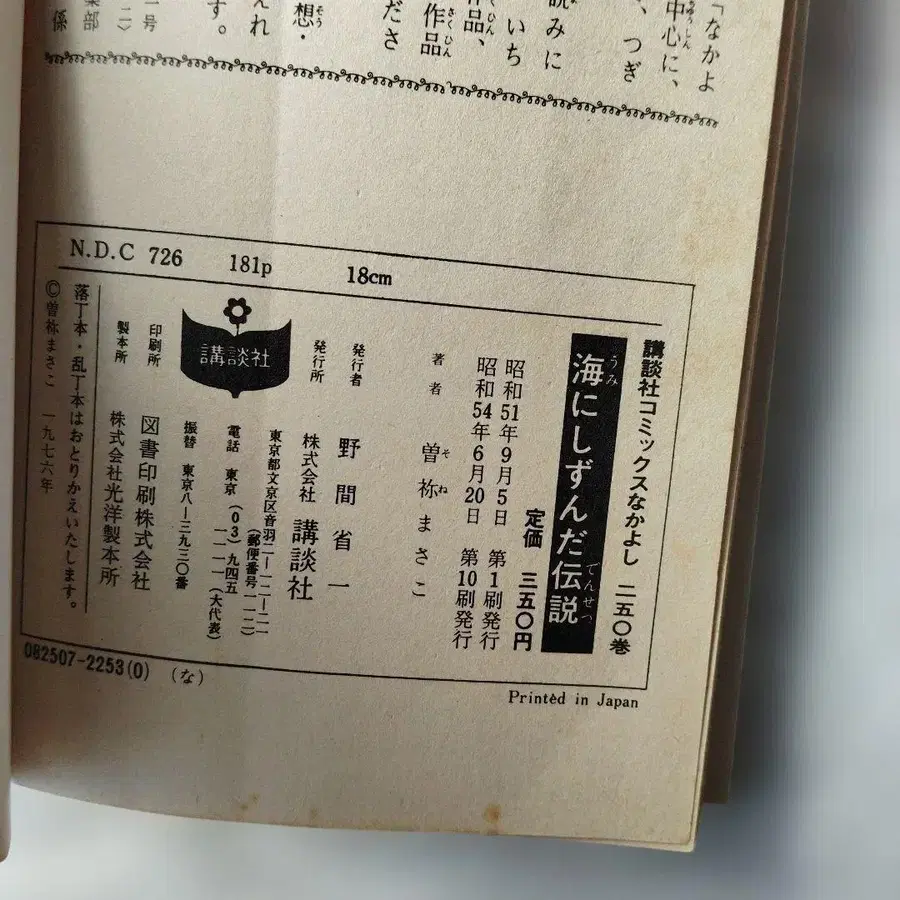 「なかよ
中心に、
、つぎ
読みに
いち
作品、
ださ
作品
想・
えれ
す。
一号
業部
係
N.D.C 726 181p 18cm
講談社コミックスなかよし 二五〇巻
海にしずんだ伝説
定価 三五〇円
昭和51年9月5日 第1刷発行
昭和54年6月20日 第10刷発行
著者 曽祢まさこ
発行者 野間省一
発行所 株式会社 講談社
東京都文京区音羽二―一二―二一
(郵便番号一一二)
電話 東京(03)九四五
一一一一(大代表)
振替 東京八―三九三〇番
講談社
印刷所 図書印刷株式会社
製本所 株式会社光洋製本所
落丁本・乱丁本はおとりかえいたします。
©曽祢まさこ 一九七六年
082507-2253(0) (な)
Printed in Japan